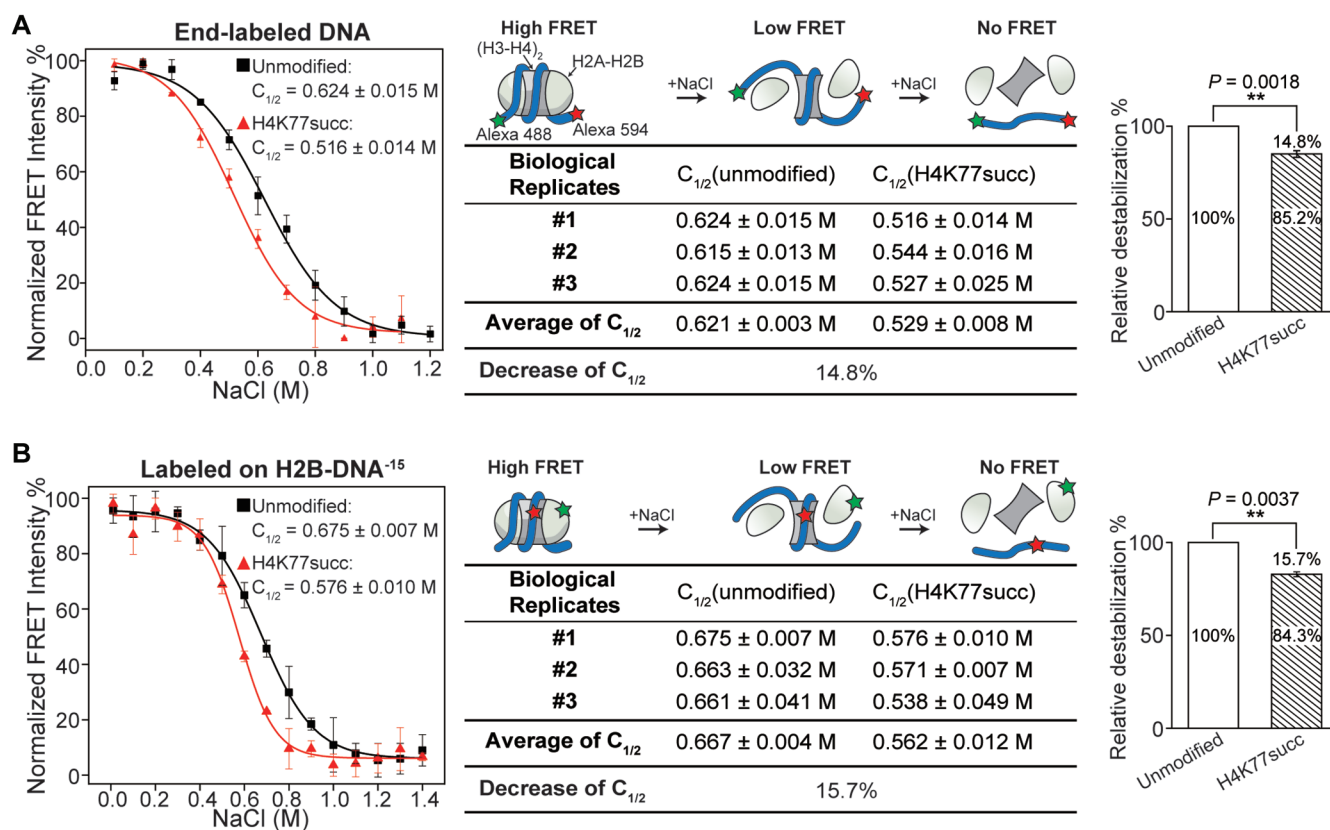 A
End-labeled DNA
Normalized FRET Intensity %
100
80
60
40
20
0
Unmodified:
C1/2 = 0.624 ± 0.015 M
H4K77succ:
C1/2 = 0.516 ± 0.014 M
0.0 0.2 0.4 0.6 0.8 1.0 1.2
NaCl (M)
High FRET Low FRET No FRET
(H3-H4)2
H2A-H2B
+NaCl +NaCl
Alexa 488 Alexa 594
Biological Replicates C1/2(unmodified) C1/2(H4K77succ)
#1 0.624 ± 0.015 M 0.516 ± 0.014 M
#2 0.615 ± 0.013 M 0.544 ± 0.016 M
#3 0.624 ± 0.015 M 0.527 ± 0.025 M
Average of C1/2 0.621 ± 0.003 M 0.529 ± 0.008 M
Decrease of C1/2 14.8%
P = 0.0018
**
Relative destabilization %
100
50
0
100%
14.8%
85.2%
Unmodified
H4K77succ
B
Labeled on H2B-DNA-15
Normalized FRET Intensity %
100
80
60
40
20
0
Unmodified:
C1/2 = 0.675 ± 0.007 M
H4K77succ:
C1/2 = 0.576 ± 0.010 M
0.0 0.2 0.4 0.6 0.8 1.0 1.2 1.4
NaCl (M)
High FRET Low FRET No FRET
+NaCl +NaCl
Biological Replicates C1/2(unmodified) C1/2(H4K77succ)
#1 0.675 ± 0.007 M 0.576 ± 0.010 M
#2 0.663 ± 0.032 M 0.571 ± 0.007 M
#3 0.661 ± 0.041 M 0.538 ± 0.049 M
Average of C1/2 0.667 ± 0.004 M 0.562 ± 0.012 M
Decrease of C1/2 15.7%
P = 0.0037
**
Relative destabilization %
100
50
0
100%
15.7%
84.3%
Unmodified
H4K77succ